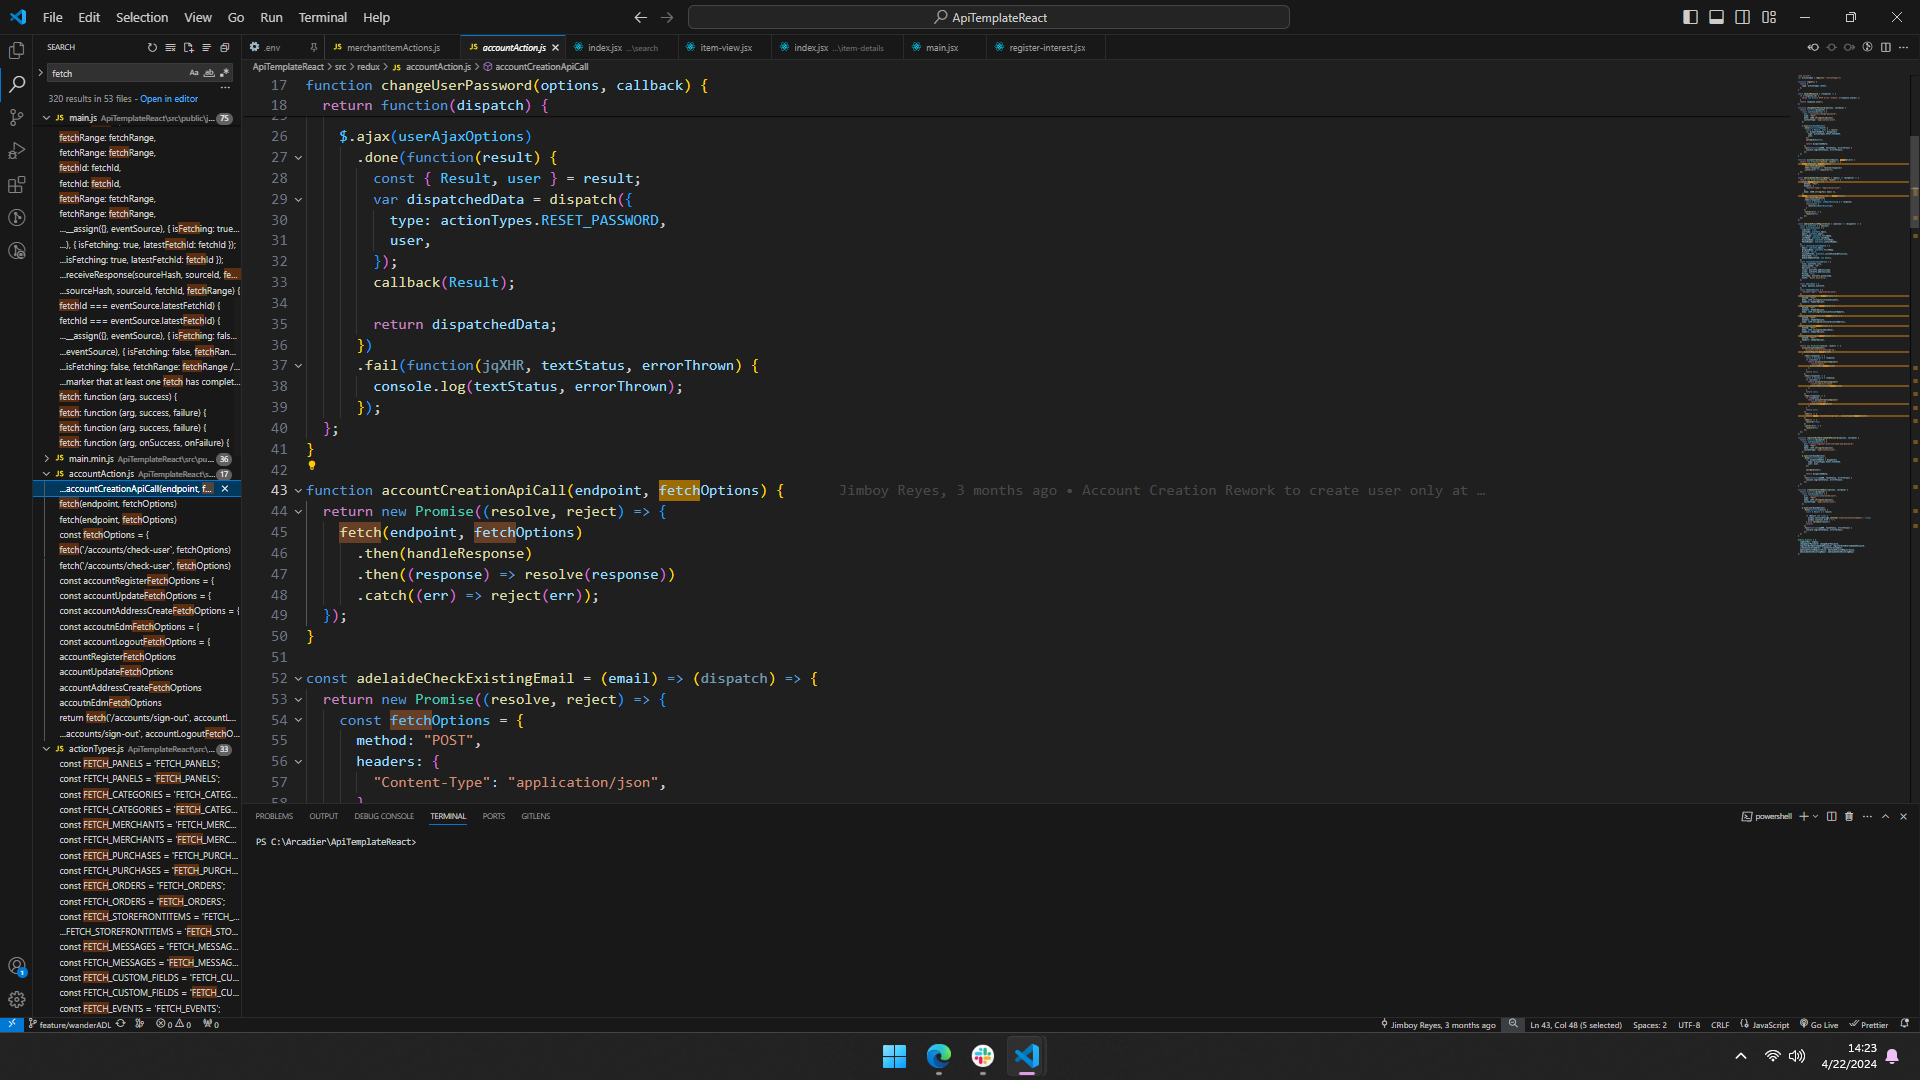 File Edit Selection View Go Run Terminal Help
ApiTemplateReact
SEARCH
fetch
320 results in 53 files - Open in editor
main.js ApiTemplateReact\src\public\j... 75
fetchRange: fetchRange,
fetchRange: fetchRange,
fetchId: fetchId,
fetchId: fetchId,
fetchRange: fetchRange,
fetchRange: fetchRange,
...__assign({}, eventSource), { isFetching: true...
...), { isFetching: true, latestFetchId: fetchId });
...isFetching: true, latestFetchId: fetchId });
...receiveResponse(sourceHash, sourceId, fe...
...sourceHash, sourceId, fetchId, fetchRange) {
fetchId === eventSource.latestFetchId) {
fetchId === eventSource.latestFetchId) {
...__assign({}, eventSource), { isFetching: fals...
...eventSource), { isFetching: false, fetchRan...
...isFetching: false, fetchRange: fetchRange /...
...marker that at least one fetch has complet...
fetch: function (arg, success) {
fetch: function (arg, success, failure) {
fetch: function (arg, success, failure) {
fetch: function (arg, onSuccess, onFailure) {
main.min.js ApiTemplateReact\src\pu... 36
accountAction.js ApiTemplateReact\s... 17
...accountCreationApiCall(endpoint, f...
fetch(endpoint, fetchOptions)
fetch(endpoint, fetchOptions)
const fetchOptions = {
fetch(`/accounts/check-user`, fetchOptions)
fetch(`/accounts/check-user`, fetchOptions)
const accountRegisterFetchOptions = {
const accountUpdateFetchOptions = {
const accountAddressCreateFetchOptions = {
const accoutnEdmFetchOptions = {
const accountLogoutFetchOptions = {
accountRegisterFetchOptions
accountUpdateFetchOptions
accountAddressCreateFetchOptions
accoutnEdmFetchOptions
return fetch(`/accounts/sign-out`, accountL...
...accounts/sign-out`, accountLogoutFetchO...
actionTypes.js ApiTemplateReact\src\... 33
const FETCH_PANELS = 'FETCH_PANELS';
const FETCH_PANELS = 'FETCH_PANELS';
const FETCH_CATEGORIES = 'FETCH_CATEG...
const FETCH_CATEGORIES = 'FETCH_CATEG...
const FETCH_MERCHANTS = 'FETCH_MERC...
const FETCH_MERCHANTS = 'FETCH_MERC...
const FETCH_PURCHASES = 'FETCH_PURCH...
const FETCH_PURCHASES = 'FETCH_PURCH...
const FETCH_ORDERS = 'FETCH_ORDERS';
const FETCH_ORDERS = 'FETCH_ORDERS';
const FETCH_STOREFRONTITEMS = 'FETCH_...
...FETCH_STOREFRONTITEMS = 'FETCH_STO...
const FETCH_MESSAGES = 'FETCH_MESSAG...
const FETCH_MESSAGES = 'FETCH_MESSAG...
const FETCH_CUSTOM_FIELDS = 'FETCH_CU...
const FETCH_CUSTOM_FIELDS = 'FETCH_CU...
const FETCH_EVENTS = 'FETCH_EVENTS';
.env JS merchantItemActions.js JS accountAction.js index.jsx ...\search item-view.jsx index.jsx ...\item-details main.jsx register-interest.jsx
ApiTemplateReact > src > redux > JS accountAction.js > accountCreationApiCall
17 function changeUserPassword(options, callback) {
18 return function(dispatch) {
26 $.ajax(userAjaxOptions)
27 .done(function(result) {
28 const { Result, user } = result;
29 var dispatchedData = dispatch({
30 type: actionTypes.RESET_PASSWORD,
31 user,
32 });
33 callback(Result);
34
35 return dispatchedData;
36 })
37 .fail(function(jqXHR, textStatus, errorThrown) {
38 console.log(textStatus, errorThrown);
39 });
40 };
41 }
42
43 function accountCreationApiCall(endpoint, fetchOptions) { Jimboy Reyes, 3 months ago • Account Creation Rework to create user only at …
44 return new Promise((resolve, reject) => {
45 fetch(endpoint, fetchOptions)
46 .then(handleResponse)
47 .then((response) => resolve(response))
48 .catch((err) => reject(err));
49 });
50 }
51
52 const adelaideCheckExistingEmail = (email) => (dispatch) => {
53 return new Promise((resolve, reject) => {
54 const fetchOptions = {
55 method: "POST",
56 headers: {
57 "Content-Type": "application/json",
58 }
PROBLEMS OUTPUT DEBUG CONSOLE TERMINAL PORTS GITLENS
powershell
PS C:\Arcadier\ApiTemplateReact>
feature/wanderADL 0 0 0
Jimboy Reyes, 3 months ago Ln 43, Col 48 (5 selected) Spaces: 2 UTF-8 CRLF JavaScript Go Live Prettier
14:23
4/22/2024